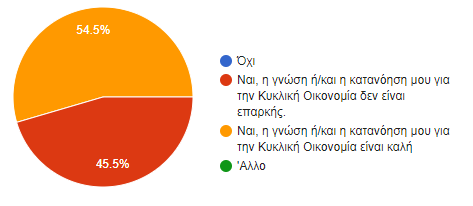 54.5%
45.5%
Όχι
Ναι, η γνώση ή/και η κατανόηση μου για
την Κυκλική Οικονομία δεν είναι
επαρκής.
Ναι, η γνώση ή/και η κατανόηση μου για
την Κυκλική Οικονομία είναι καλή
'Αλλο